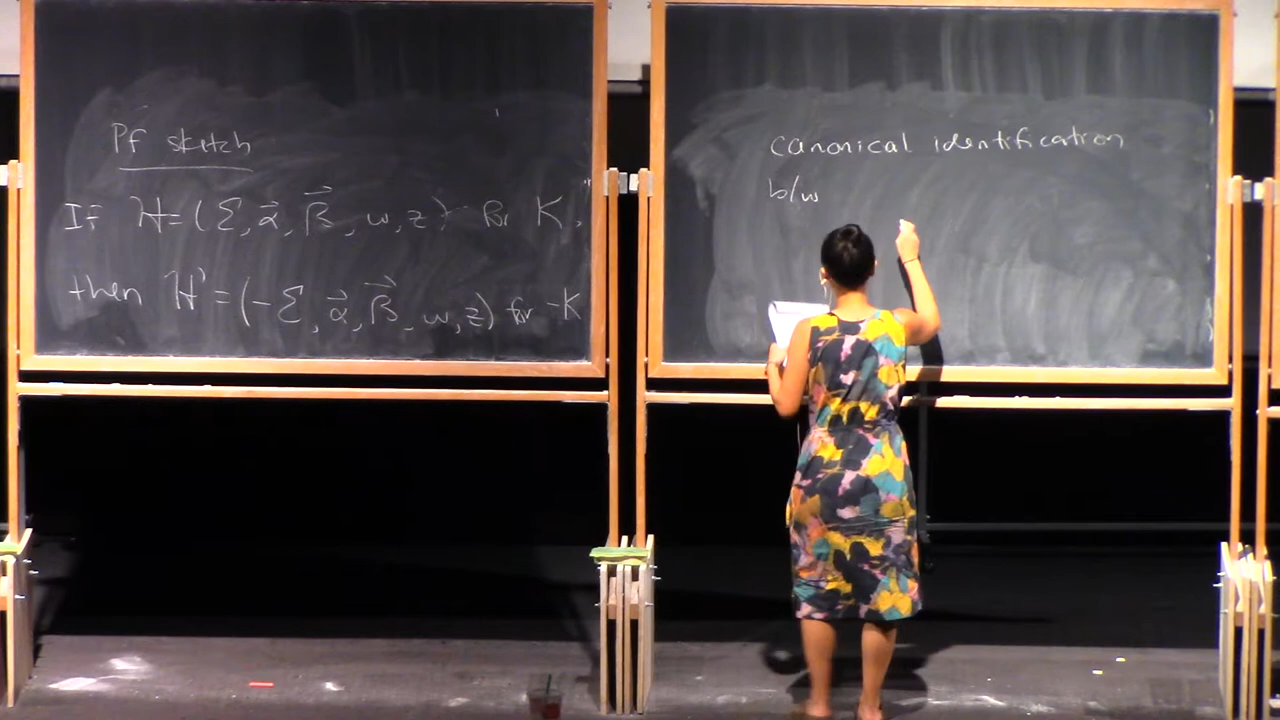 Pf sketch
If H = (Σ, α⃗, β⃗, w, z) for K,
then H' = (-Σ, α⃗, β⃗, w, z) for -K
canonical identification
b/w